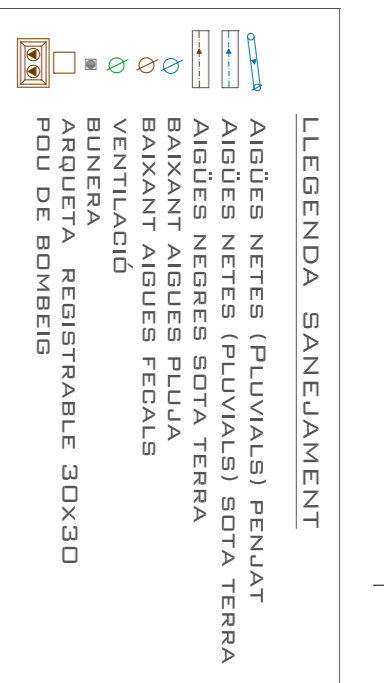 LLEGENDA SANEJAMENT
AIGÜES NETES (PLUVIALS) PENJAT
AIGÜES NETES (PLUVIALS) SOTA TERRA
AIGÜES NEGRES SOTA TERRA
BAIXANT AIGUES PLUJA
BAIXANT AIGUES FECALS
VENTILACIÓ
BUNERA
ARQUETA REGISTRABLE 30x30
POU DE BOMBEIG